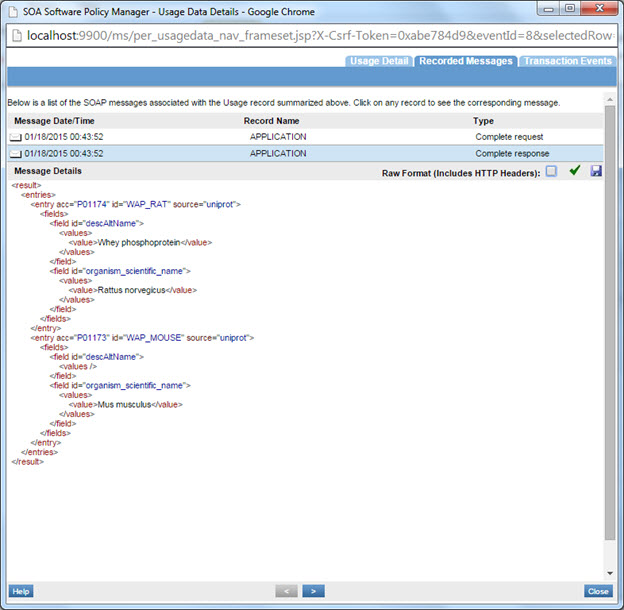 SOA Software Policy Manager - Usage Data Details - Google Chrome
localhost:9900/ms/per_usagedata_nav_frameset.jsp?X-Csrf-Token=0xabe784d9&eventId=8&selectedRow=
Usage Detail Recorded Messages Transaction Events
Below is a list of the SOAP messages associated with the Usage record summarized above. Click on any record to see the corresponding message.
Message Date/Time Record Name Type
01/18/2015 00:43:52 APPLICATION Complete request
01/18/2015 00:43:52 APPLICATION Complete response
Message Details Raw Format (Includes HTTP Headers):
<result>
<entries>
<entry acc="P01174" id="WAP_RAT" source="uniprot">
<fields>
<field id="descAltName">
<values>
<value>Whey phosphoprotein</value>
</values>
</field>
<field id="organism_scientific_name">
<values>
<value>Rattus norvegicus</value>
</values>
</field>
</fields>
</entry>
<entry acc="P01173" id="WAP_MOUSE" source="uniprot">
<fields>
<field id="descAltName">
<values />
</field>
<field id="organism_scientific_name">
<values>
<value>Mus musculus</value>
</values>
</field>
</fields>
</entry>
</entries>
</result>
Help < > Close